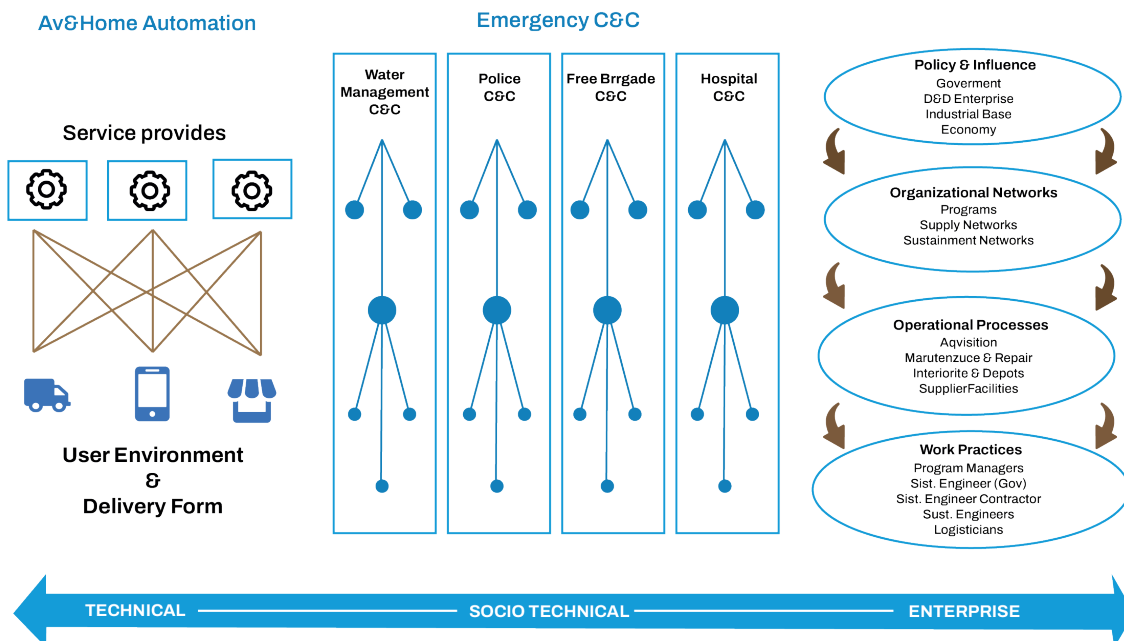 Av&Home Automation
Emergency C&C
Service provides
User Environment
&
Delivery Form
Water
Management
C&C
Police
C&C
Free Brrgade
C&C
Hospital
C&C
Policy & Influence
Goverment
D&D Enterprise
Industrial Base
Economy
Organizational Networks
Programs
Supply Networks
Sustainment Networks
Operational Processes
Aqvisition
Marutenzuce & Repair
Interiorite & Depots
SupplierFacilities
Work Practices
Program Managers
Sist. Engineer (Gov)
Sist. Engineer Contractor
Sust. Engineers
Logisticians
TECHNICAL
SOCIO TECHNICAL
ENTERPRISE